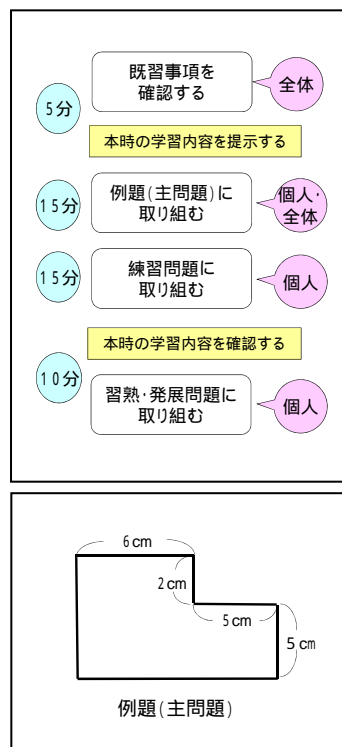 既習事項を
確認する
全体
5分
本時の学習内容を提示する
15分
例題(主問題)に
取り組む
個人・
全体
15分
練習問題に
取り組む
個人
本時の学習内容を確認する
10分
習熟・発展問題に
取り組む
個人
6cm
2cm
5cm
5cm
例題(主問題)